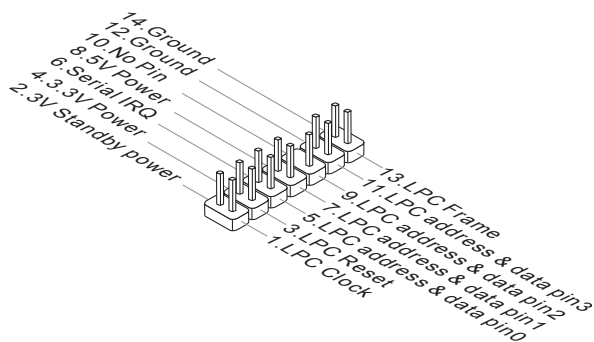 14.Ground
12.Ground
10.No Pin
8.5V Power
6.Serial IRQ
4.3.3V Power
2.3V Standby power
13.LPC Frame
11.LPC address & data pin3
9.LPC address & data pin2
7.LPC address & data pin1
5.LPC address & data pin0
3.LPC Reset
1.LPC Clock